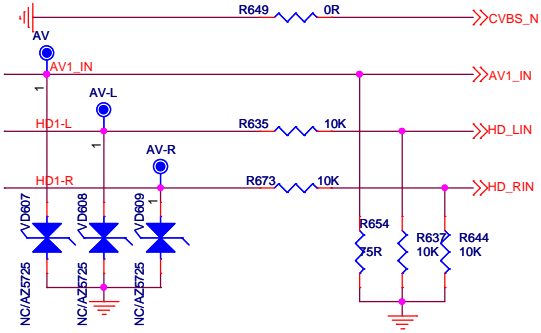 R649 0R
CVBS_N
AV
AV1_IN
AV1_IN
1
AV-L
HD1-L
R635 10K
HD_LIN
1
AV-R
HD1-R
R673 10K
HD_RIN
1
VD607
VD608
VD609
R654
75R
R637
10K
R644
10K
NC/AZ5725
NC/AZ5725
NC/AZ5725